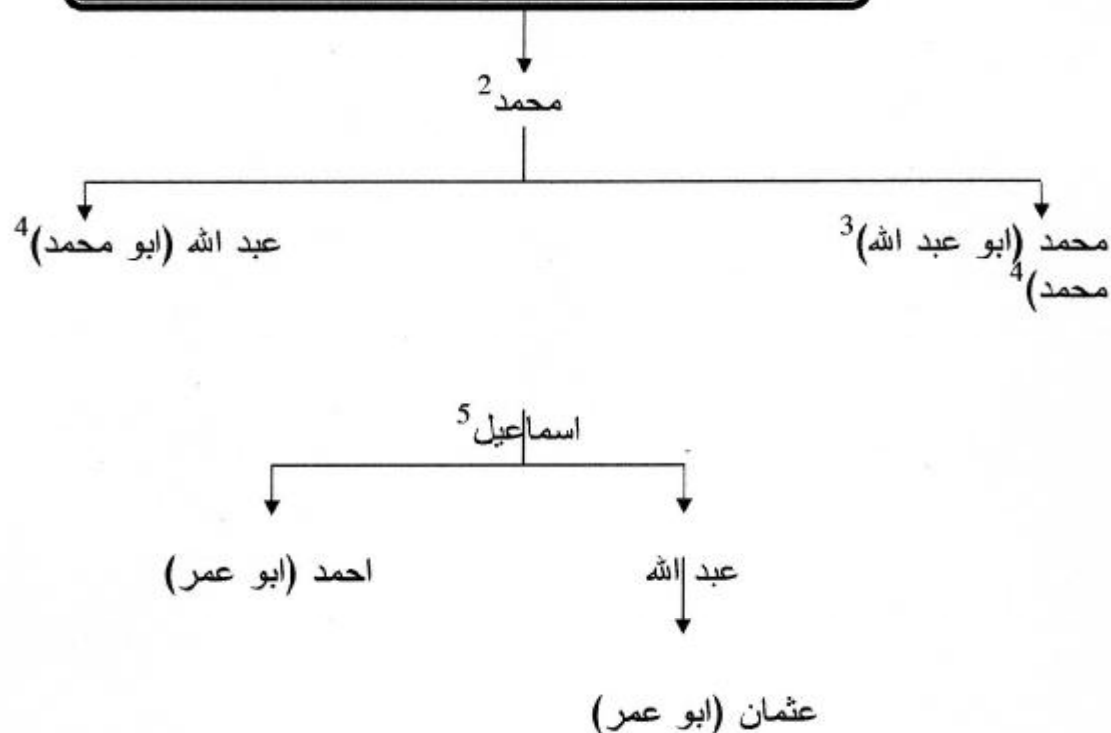 محمد2
محمد (ابو عبد الله)3
محمد)4
عبد الله (ابو محمد)4
اسماعيل5
عبد الله
احمد (ابو عمر)
عثمان (ابو عمر)